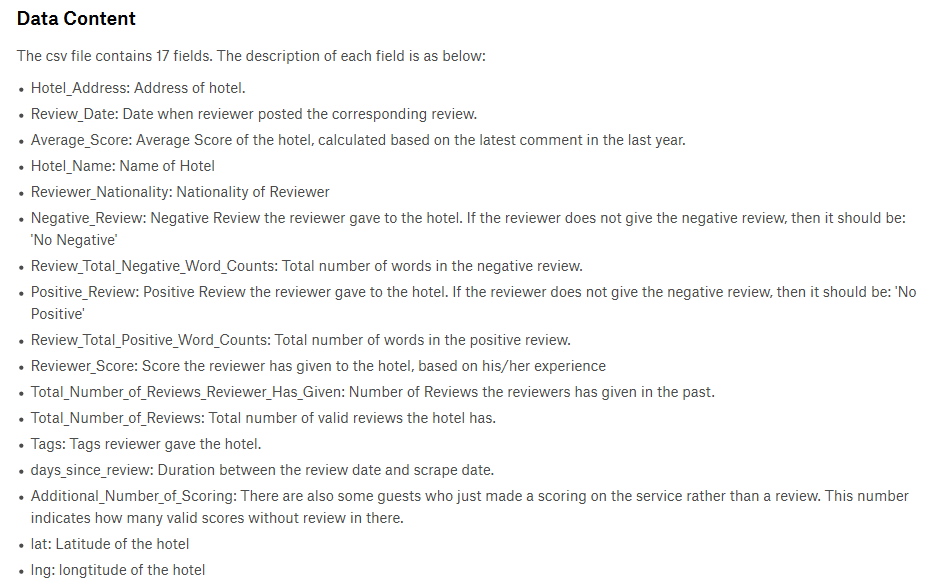 Data Content
The csv file contains 17 fields. The description of each field is as below:
• Hotel_Address: Address of hotel.
• Review_Date: Date when reviewer posted the corresponding review.
• Average_Score: Average Score of the hotel, calculated based on the latest comment in the last year.
• Hotel_Name: Name of Hotel
• Reviewer_Nationality: Nationality of Reviewer
• Negative_Review: Negative Review the reviewer gave to the hotel. If the reviewer does not give the negative review, then it should be:
'No Negative'
• Review_Total_Negative_Word_Counts: Total number of words in the negative review.
• Positive_Review: Positive Review the reviewer gave to the hotel. If the reviewer does not give the negative review, then it should be: 'No
Positive'
• Review_Total_Positive_Word_Counts: Total number of words in the positive review.
• Reviewer_Score: Score the reviewer has given to the hotel, based on his/her experience
• Total_Number_of_Reviews_Reviewer_Has_Given: Number of Reviews the reviewers has given in the past.
• Total_Number_of_Reviews: Total number of valid reviews the hotel has.
• Tags: Tags reviewer gave the hotel.
• days_since_review: Duration between the review date and scrape date.
• Additional_Number_of_Scoring: There are also some guests who just made a scoring on the service rather than a review. This number
indicates how many valid scores without review in there.
• lat: Latitude of the hotel
• lng: longtitude of the hotel